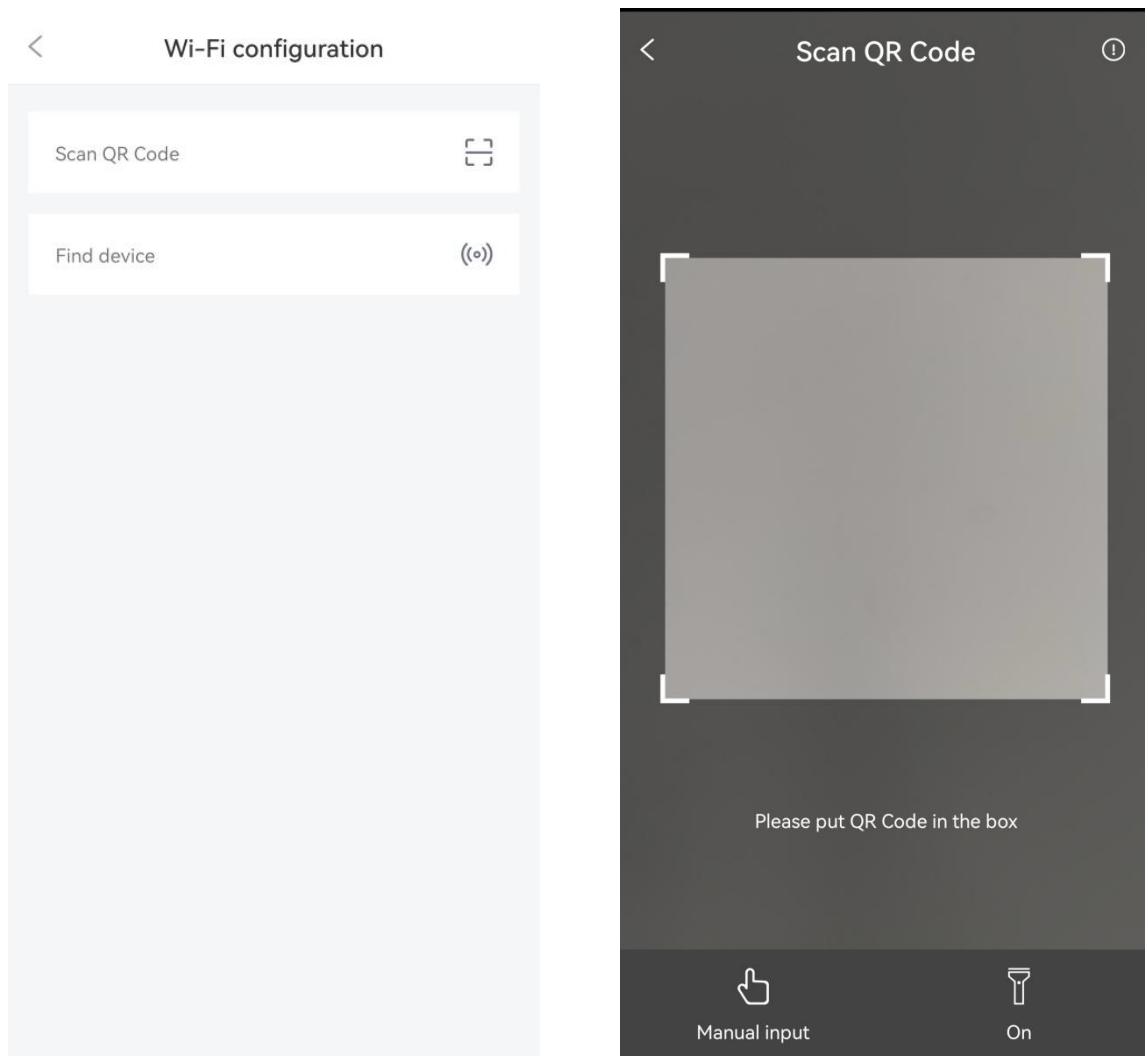 Wi-Fi configuration
Scan QR Code
Find device
Scan QR Code
Please put QR Code in the box
Manual input
On